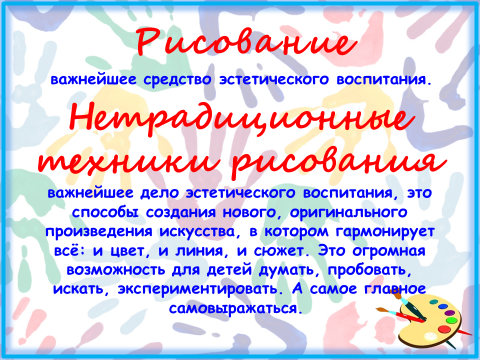 Рисование
важнейшее средство эстетического воспитания.
Нетрадиционные
техники рисования
важнейшее дело эстетического воспитания, это
способы создания нового, оригинального
произведения искусства, в котором гармонирует
всё: и цвет, и линия, и сюжет. Это огромная
возможность для детей думать, пробовать,
искать, экспериментировать. А самое главное
самовыражаться.